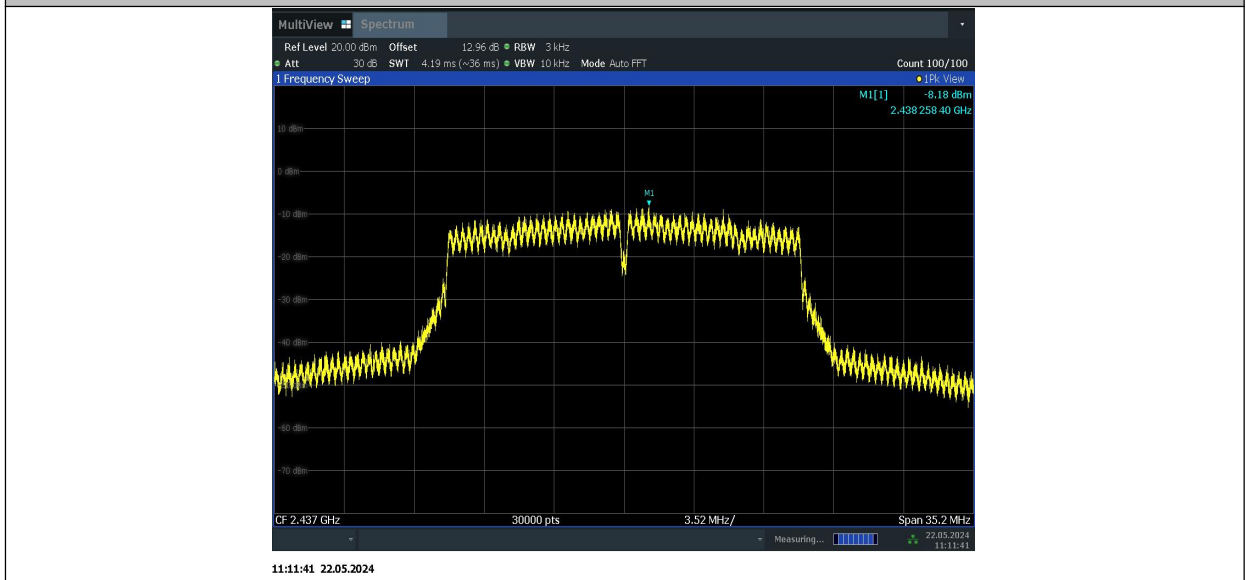 MultiView Spectrum
Ref Level 20.00 dBm Offset 12.96 dB RBW 3 kHz
Att 30 dB SWT 4.19 ms (~36 ms) VBW 10 kHz Mode Auto FFT Count 100/100
1 Frequency Sweep 1Pk View
M1[1] -8.18 dBm
2.438 258 40 GHz
10 dBm
0 dBm
M1
-10 dBm
-20 dBm
-30 dBm
-40 dBm
-60 dBm
-70 dBm
CF 2.437 GHz 30000 pts 3.52 MHz/ Span 35.2 MHz
Measuring... 22.05.2024
11:11:41
11:11:41 22.05.2024